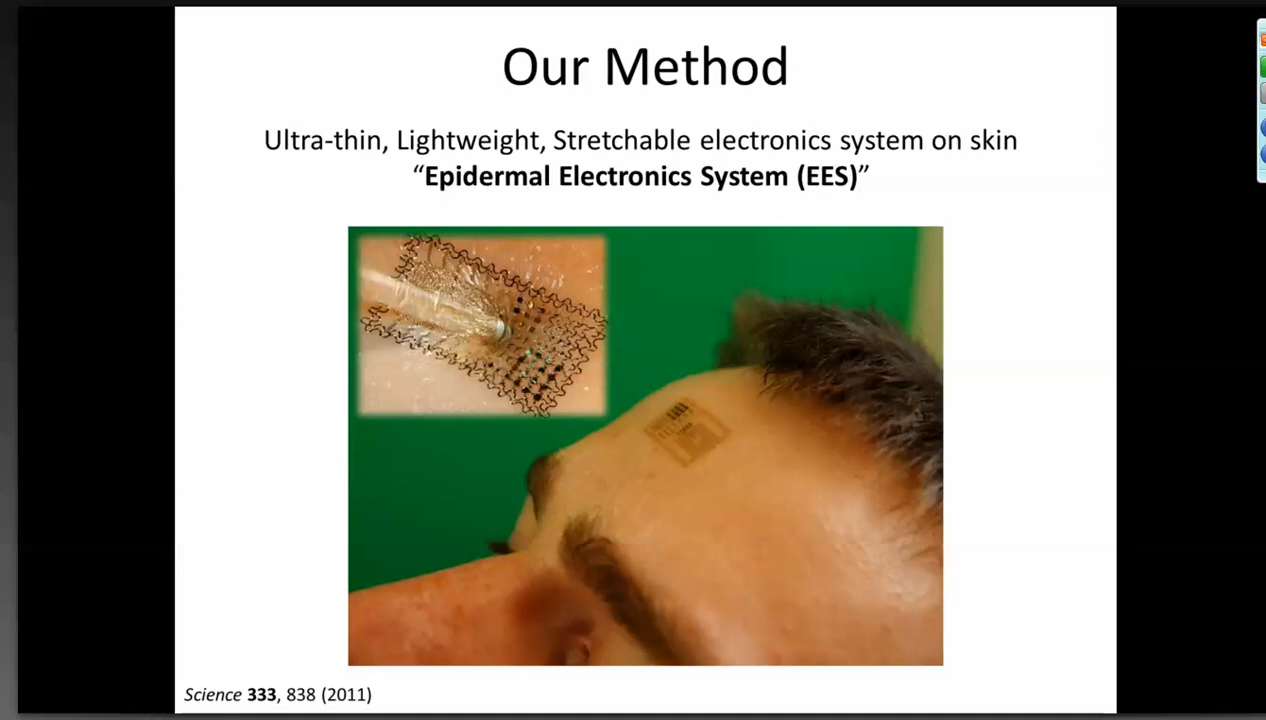 Our Method
Ultra-thin, Lightweight, Stretchable electronics system on skin
“Epidermal Electronics System (EES)”
Science 333, 838 (2011)